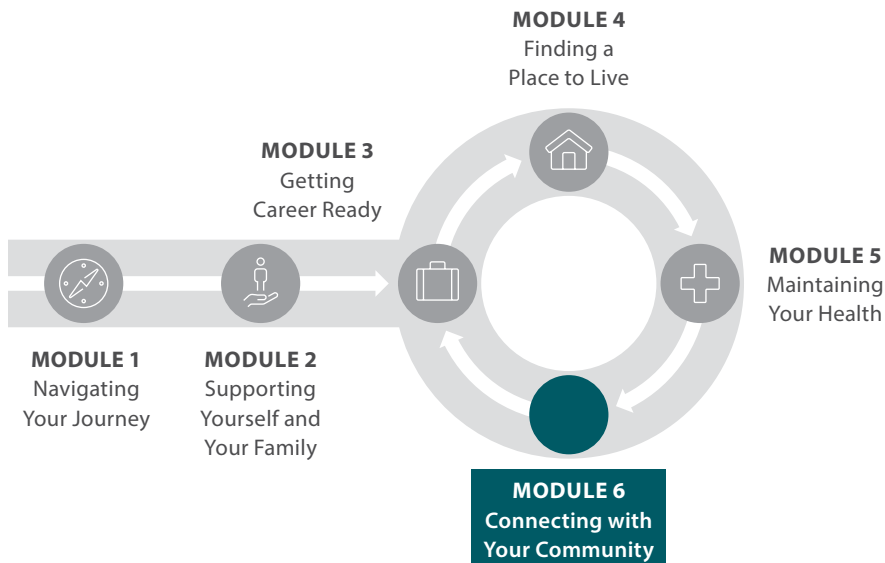 MODULE 1
Navigating
Your Journey
MODULE 2
Supporting
Yourself and
Your Family
MODULE 3
Getting
Career Ready
MODULE 4
Finding a
Place to Live
MODULE 5
Maintaining
Your Health
MODULE 6
Connecting with
Your Community